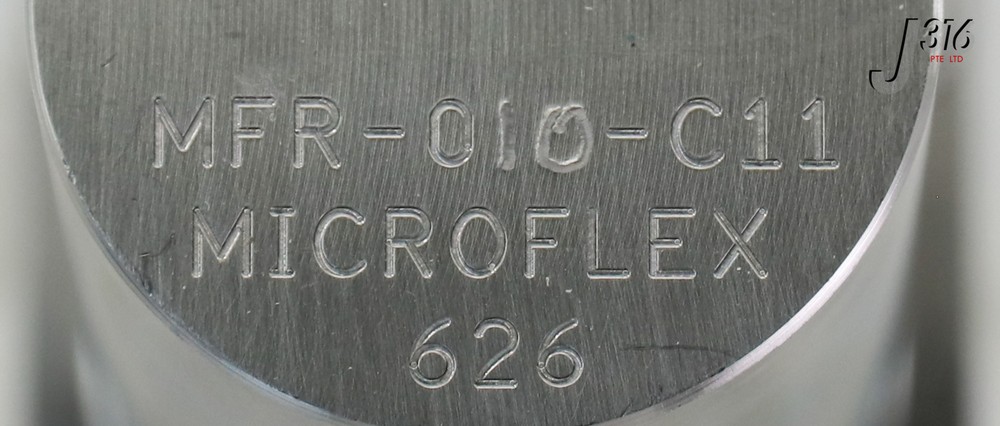 J316
PTE LTD
MFR-010-C11
MICROFLEX
626